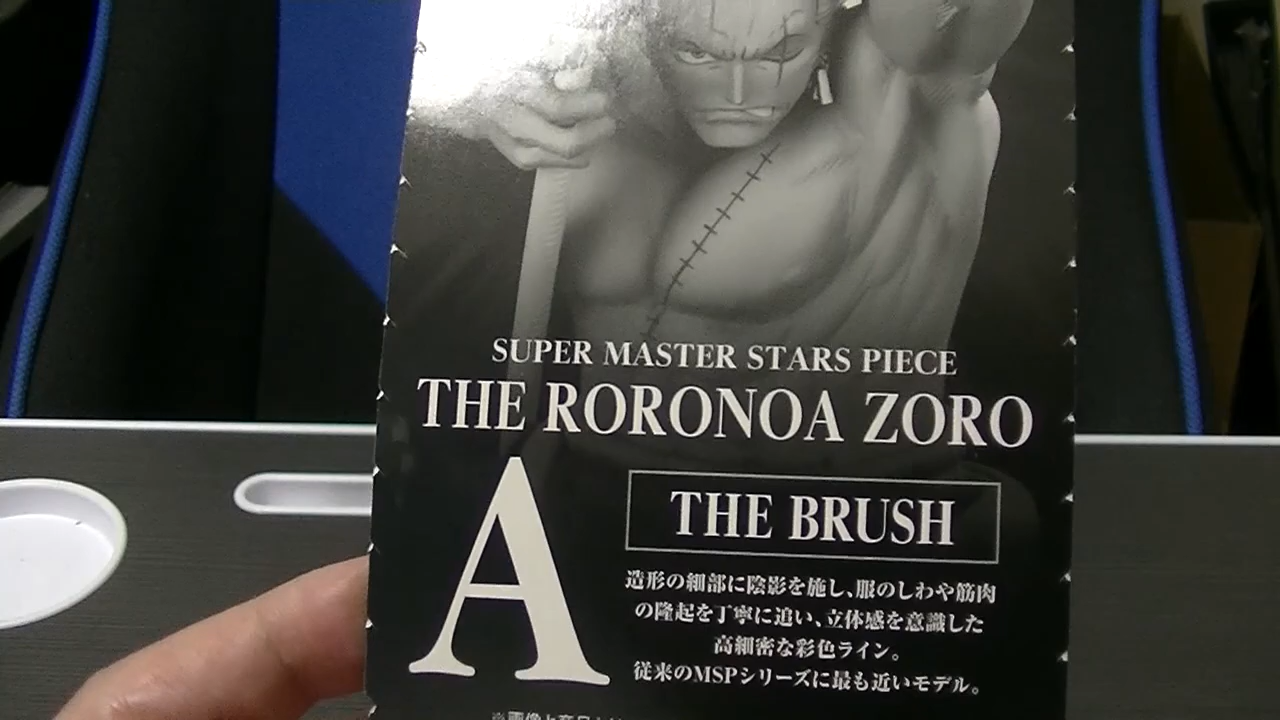 SUPER MASTER STARS PIECE
THE RORONOA ZORO
A
THE BRUSH
造形の細部に陰影を施し、服のしわや筋肉
の隆起を丁寧に追い、立体感を意識した
高細密な彩色ライン。
従来のMSPシリーズに最も近いモデル。